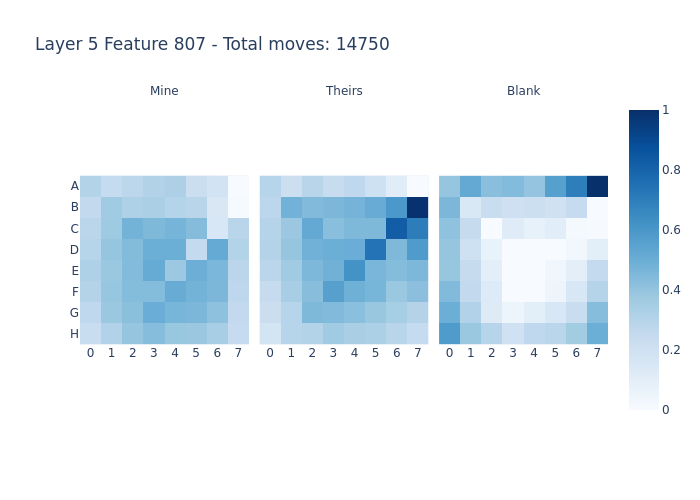 Layer 5 Feature 807 - Total moves: 14750
Mine Theirs Blank
1
0.8
0.6
0.4
0.2
0
A
B
C
D
E
F
G
H
0 1 2 3 4 5 6 7 0 1 2 3 4 5 6 7 0 1 2 3 4 5 6 7